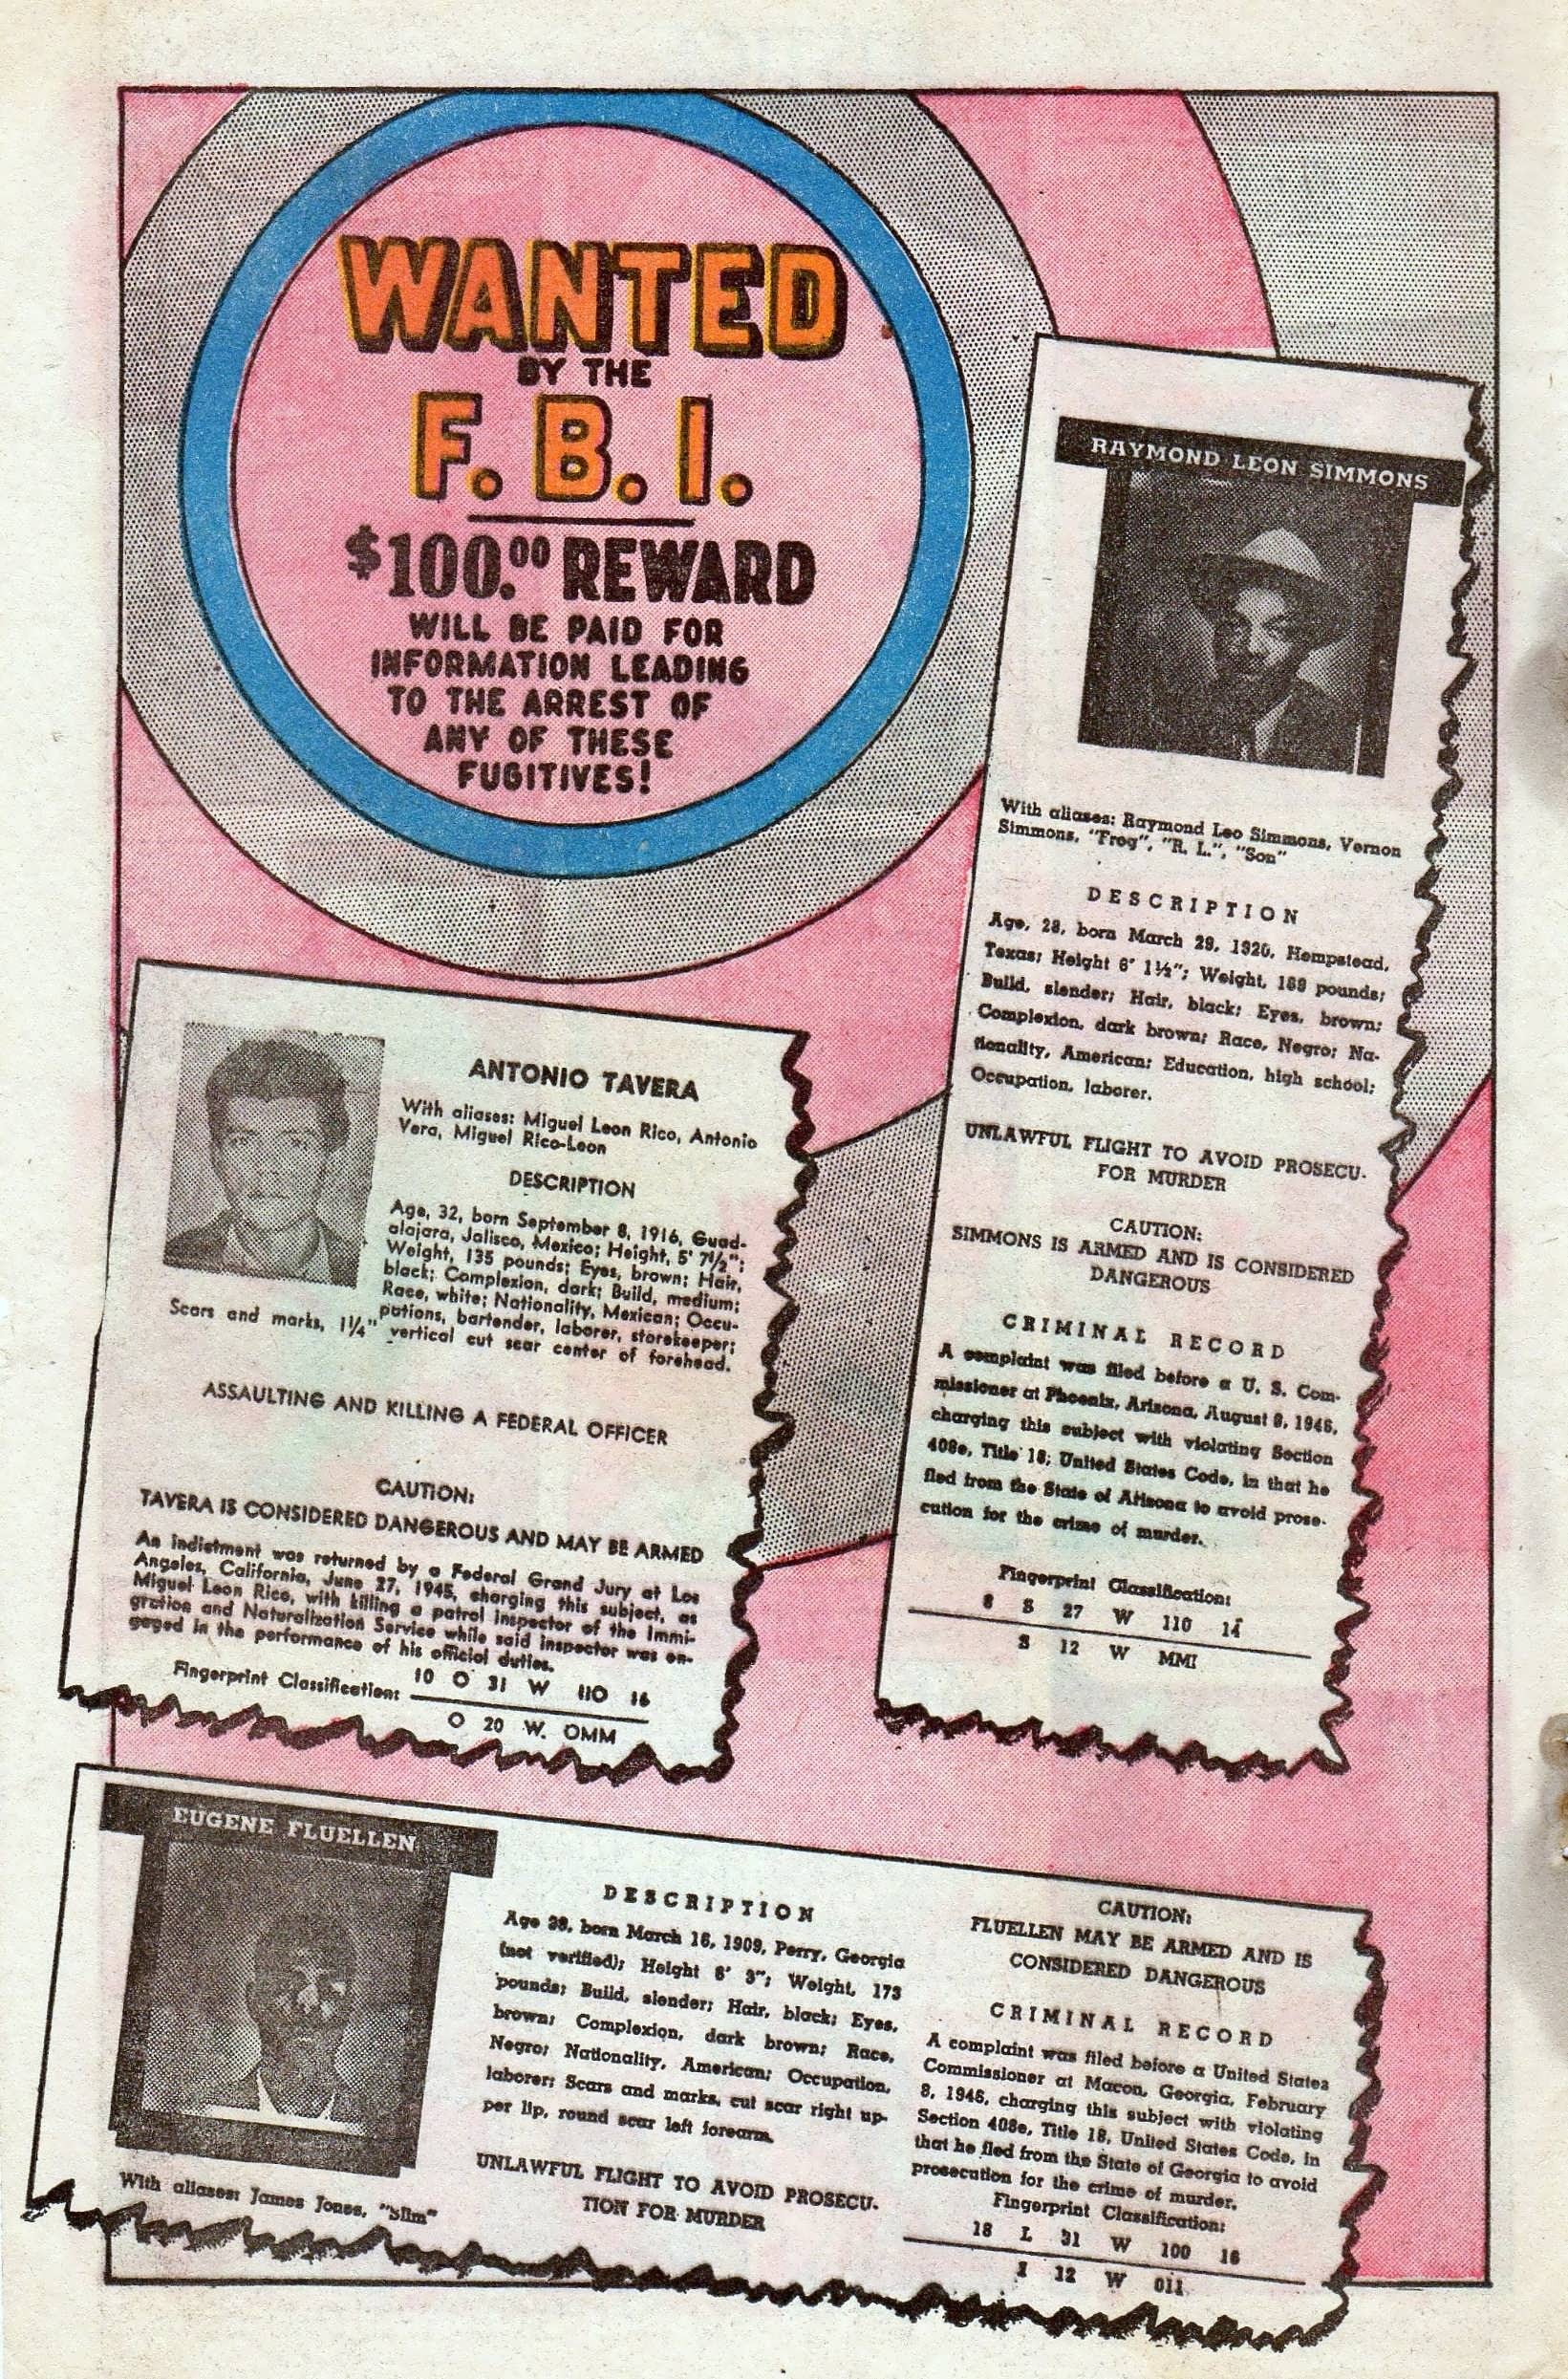 WANTED
BY THE
F. B. I.
$100.00 REWARD
WILL BE PAID FOR
INFORMATION LEADING
TO THE ARREST OF
ANY OF THESE
FUGITIVES!
RAYMOND LEON SIMMONS
With aliases: Raymond Leo Simmons, Vernon
Simmons, "Frog", "R. L.", "Son"
DESCRIPTION
Age, 28, born March 29, 1920, Hempstead,
Texas; Height 6' 1½"; Weight, 169 pounds;
Build, slender; Hair, black; Eyes, brown;
Complexion, dark brown; Race, Negro; Na-
tionality, American; Education, high school;
Occupation, laborer.
UNLAWFUL FLIGHT TO AVOID PROSECU-
FOR MURDER
CAUTION:
SIMMONS IS ARMED AND IS CONSIDERED
DANGEROUS
CRIMINAL RECORD
A complaint was filed before a U. S. Com-
missioner at Phoenix, Arizona, August 9, 1946,
charging this subject with violating Section
408e, Title 18; United States Code, in that he
fled from the State of Arizona to avoid prose-
cution for the crime of murder.
Fingerprint Classification:
8 S 27 W 110 14
S 12 W MMI
ANTONIO TAVERA
With aliases: Miguel Leon Rico, Antonio
Vera, Miguel Rico-Leon
DESCRIPTION
Age, 32, born September 8, 1916, Guad-
alajara, Jalisco, Mexico; Height, 5' 7½";
Weight, 135 pounds; Eyes, brown; Hair,
black; Complexion, dark; Build, medium;
Race, white; Nationality, Mexican; Occu-
pations, bartender, laborer, storekeeper;
Scars and marks, 1¼" vertical cut scar center of forehead.
ASSAULTING AND KILLING A FEDERAL OFFICER
CAUTION:
TAVERA IS CONSIDERED DANGEROUS AND MAY BE ARMED
An indictment was returned by a Federal Grand Jury at Los
Angeles, California, June 27, 1945, charging this subject, as
Miguel Leon Rico, with killing a patrol inspector of the Immi-
gration and Naturalization Service while said inspector was en-
gaged in the performance of his official duties.
Fingerprint Classification:
10 O 31 W IIO 16
O 20 W. OMM
EUGENE FLUELLEN
With aliases: James Jones, "Slim"
DESCRIPTION
Age 38, born March 16, 1909, Perry, Georgia
(not verified); Height 6' 3"; Weight, 173
pounds; Build, slender; Hair, black; Eyes,
brown; Complexion, dark brown; Race,
Negro; Nationality, American; Occupation,
laborer; Scars and marks, cut scar right up-
per lip, round scar left forearm.
UNLAWFUL FLIGHT TO AVOID PROSECU-
TION FOR MURDER
CAUTION:
FLUELLEN MAY BE ARMED AND IS
CONSIDERED DANGEROUS
CRIMINAL RECORD
A complaint was filed before a United States
Commissioner at Macon, Georgia, February
8, 1946, charging this subject with violating
Section 408e, Title 18, United States Code, in
that he fled from the State of Georgia to avoid
prosecution for the crime of murder.
Fingerprint Classification:
18 L 31 W 100 16
I 12 W 011